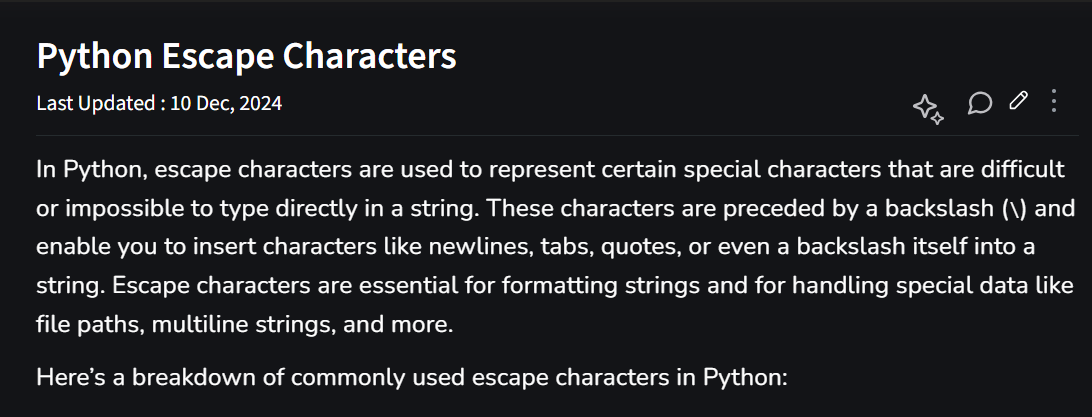 Python Escape Characters
Last Updated : 10 Dec, 2024
In Python, escape characters are used to represent certain special characters that are difficult
or impossible to type directly in a string. These characters are preceded by a backslash (\) and
enable you to insert characters like newlines, tabs, quotes, or even a backslash itself into a
string. Escape characters are essential for formatting strings and for handling special data like
file paths, multiline strings, and more.
Here’s a breakdown of commonly used escape characters in Python: